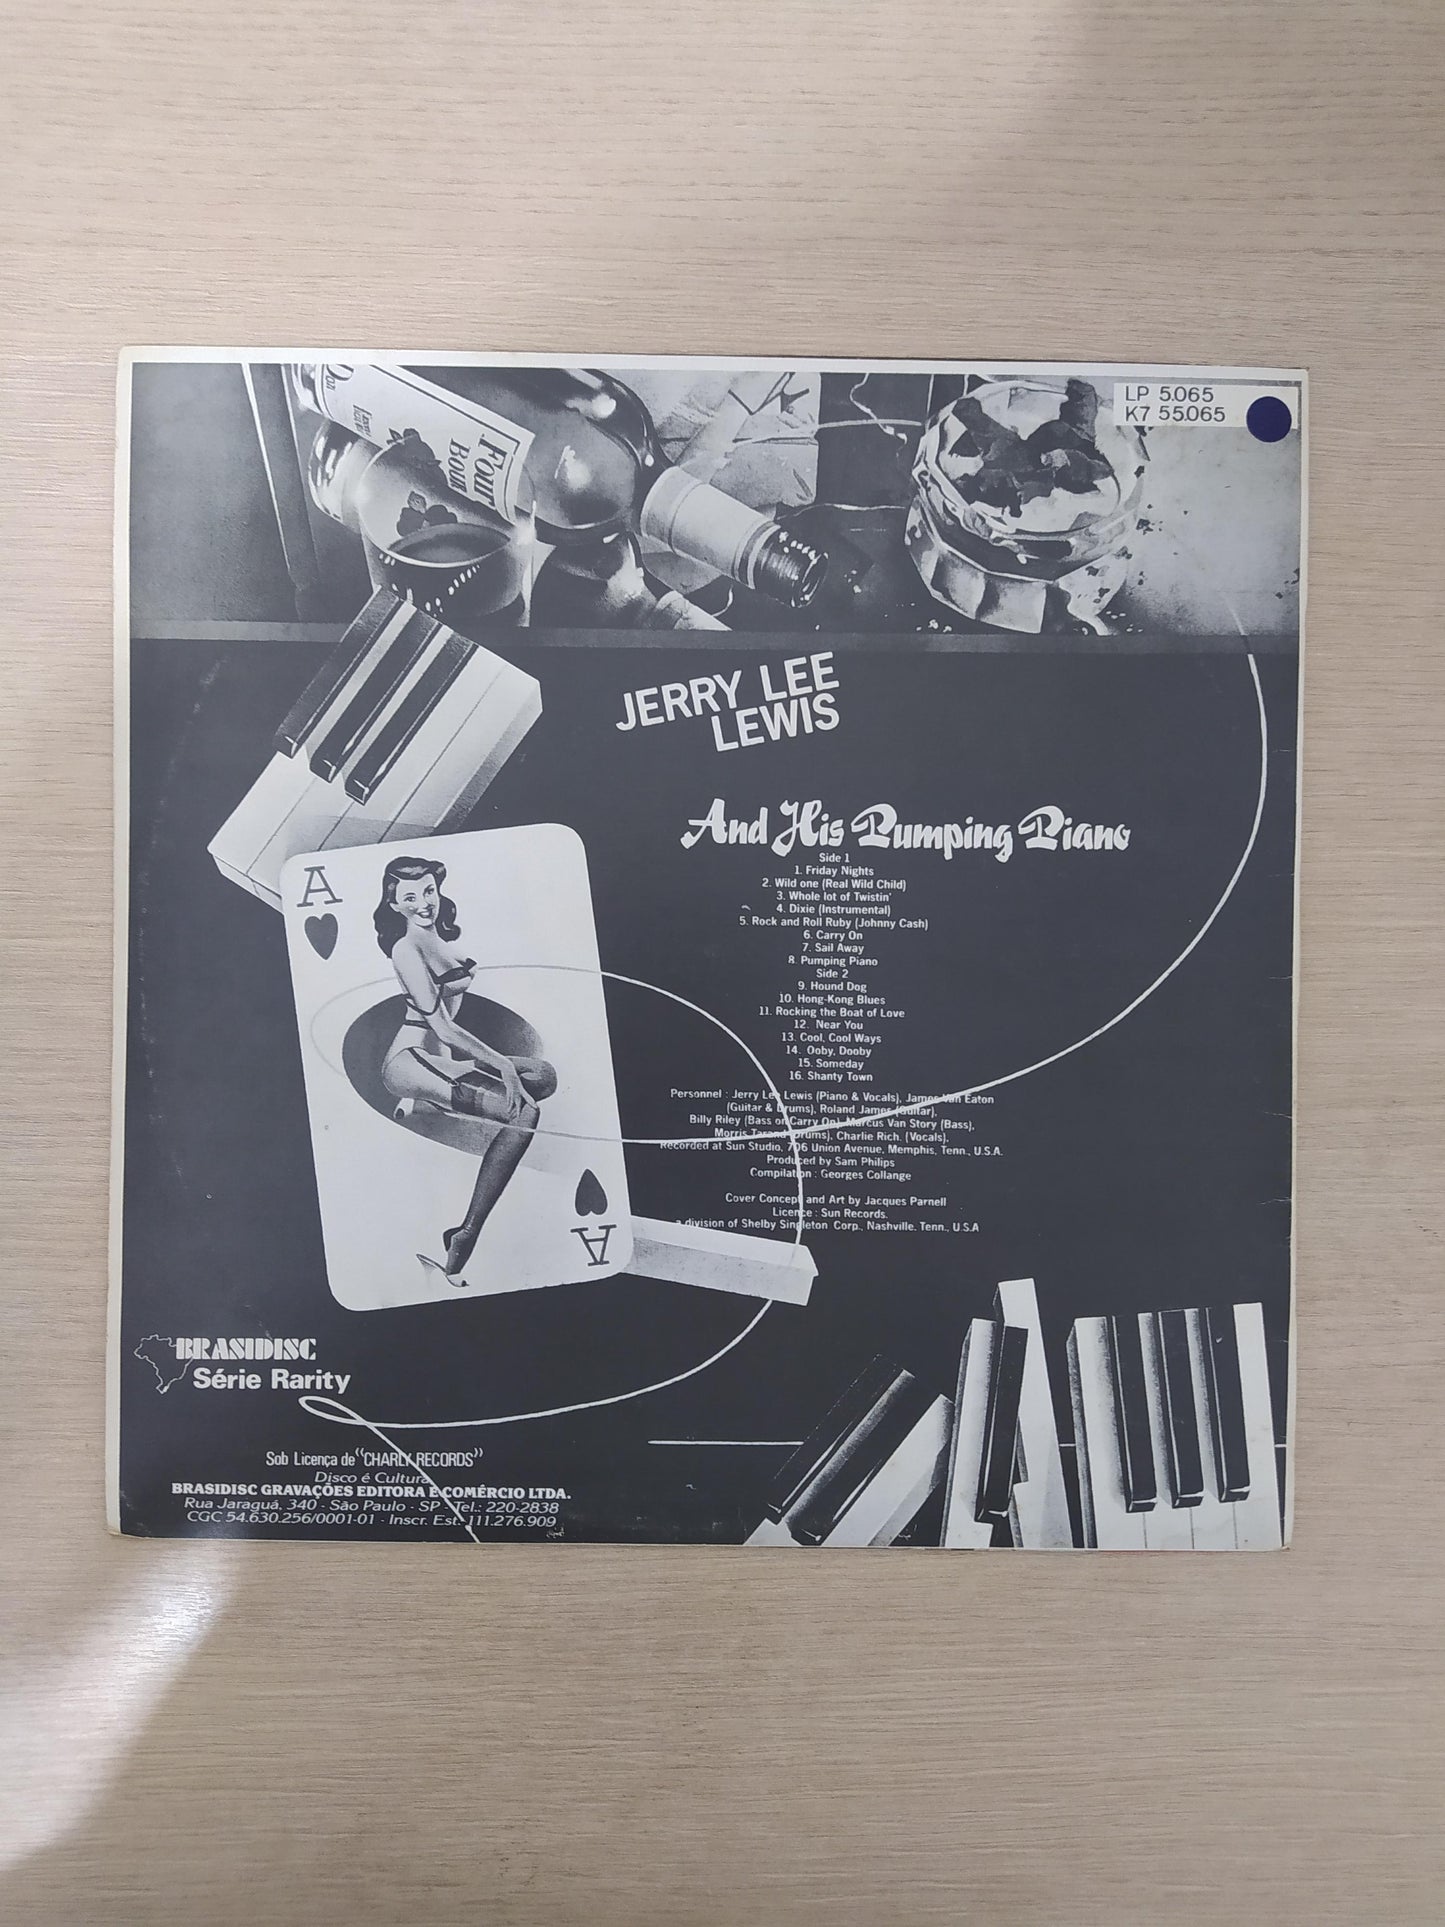 LP 5.065
K7 55.065
Don
Four
Bour
JERRY LEE
LEWIS
And His Pumping Piano
Side 1
1. Friday Nights
2. Wild one (Real Wild Child)
3. Whole lot of Twistin'
4. Dixie (Instrumental)
5. Rock and Roll Ruby (Johnny Cash)
6. Carry On
7. Sail Away
8. Pumping Piano
Side 2
9. Hound Dog
10. Hong-Kong Blues
11. Rocking the Boat of Love
12. Near You
13. Cool, Cool Ways
14. Ooby, Dooby
15. Someday
16. Shanty Town
Personnel : Jerry Lee Lewis (Piano & Vocals), James Van Eaton
(Guitar & Drums), Roland James (Guitar),
Billy Riley (Bass on Carry On), Marcus Van Story (Bass),
Morris Tarand (Drums), Charlie Rich. (Vocals),
Recorded at Sun Studio, 706 Union Avenue, Memphis, Tenn., U.S.A.
Produced by Sam Philips
Compilation : Georges Collange
Cover Concept and Art by Jacques Parnell
Licence : Sun Records.
a division of Shelby Singleton Corp., Nashville. Tenn., U.S.A
A
A
BRASIDISC
Série Rarity
Sob Licença de "CHARLY RECORDS"
Disco é Cultura
BRASIDISC GRAVAÇÕES EDITORA E COMÉRCIO LTDA.
Rua Jaraguá, 340 - São Paulo - SP - Tel.: 220-2838
CGC 54.630.256/0001-01 - Inscr. Est. 111.276.909